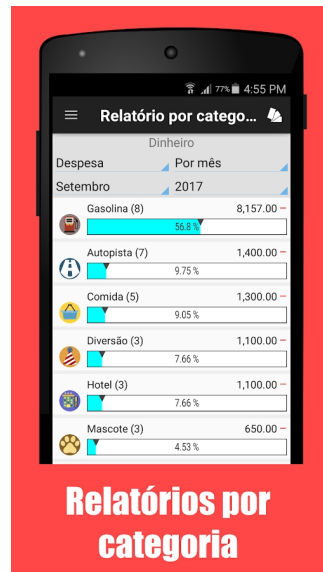 77% 4:55 PM
Relatório por catego...
Dinheiro
Despesa Por mês
Setembro 2017
Gasolina (8) 8,157.00 –
56.8 %
Autopista (7) 1,400.00 –
9.75 %
Comida (5) 1,300.00 –
9.05 %
Diversão (3) 1,100.00 –
7.66 %
Hotel (3) 1,100.00 –
7.66 %
Mascote (3) 650.00 –
4.53 %
Relatórios por
categoria